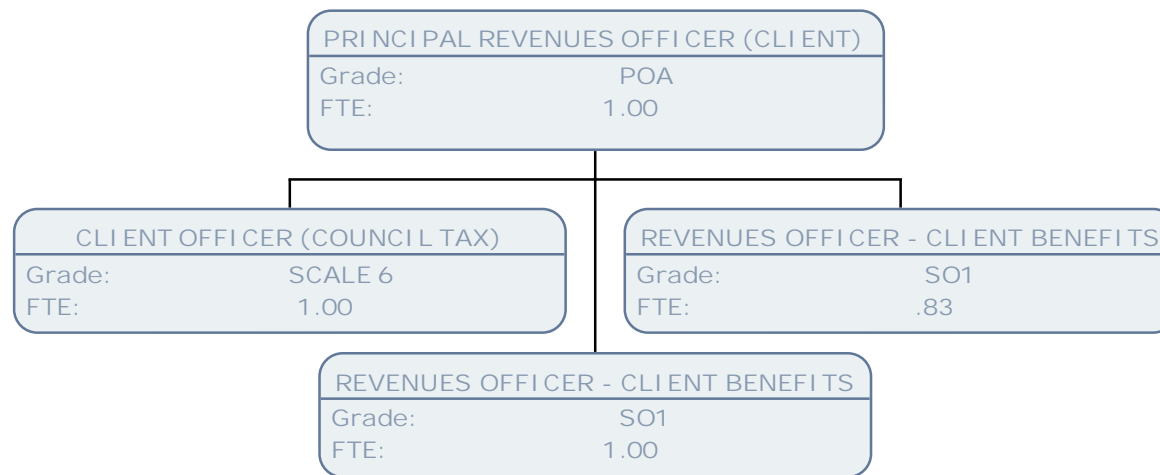 PRINCIPAL REVENUES OFFICER (CLIENT)
Grade: POA
FTE: 1.00
CLIENT OFFICER (COUNCIL TAX)
Grade: SCALE 6
FTE: 1.00
REVENUES OFFICER - CLIENT BENEFITS
Grade: SO1
FTE: .83
REVENUES OFFICER - CLIENT BENEFITS
Grade: SO1
FTE: 1.00